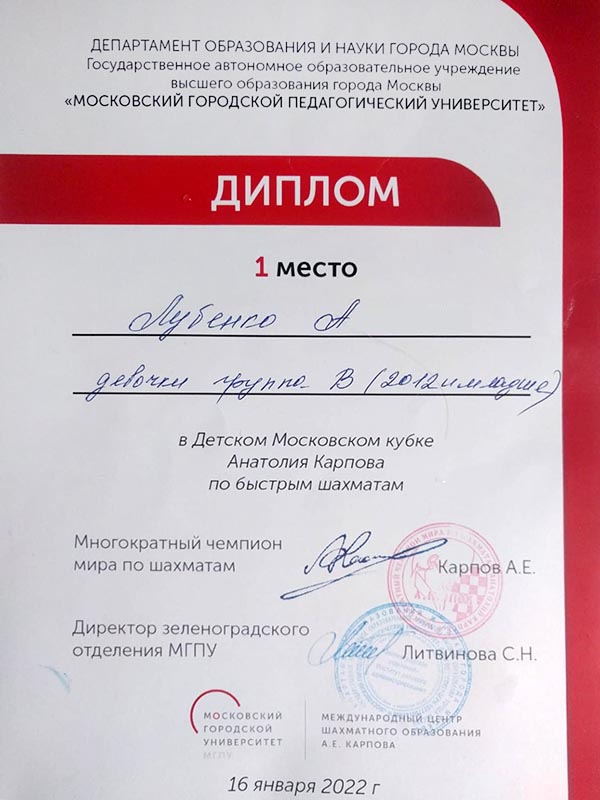 ДЕПАРТАМЕНТ ОБРАЗОВАНИЯ И НАУКИ ГОРОДА МОСКВЫ
Государственное автономное образовательное учреждение
высшего образования города Москвы
«МОСКОВСКИЙ ГОРОДСКОЙ ПЕДАГОГИЧЕСКИЙ УНИВЕРСИТЕТ»
ДИПЛОМ
1 место
Лубенко А
девочки группа В (2012 и младше)
в Детском Московском кубке
Анатолия Карпова
по быстрым шахматам
Многократный чемпион
мира по шахматам
Карпов А.Е.
Директор зеленоградского
отделения МГПУ
Литвинова С.Н.
МОСКОВСКИЙ
ГОРОДСКОЙ
УНИВЕРСИТЕТ
МГПУ
МЕЖДУНАРОДНЫЙ ЦЕНТР
ШАХМАТНОГО ОБРАЗОВАНИЯ
А.Е. КАРПОВА
16 января 2022 г